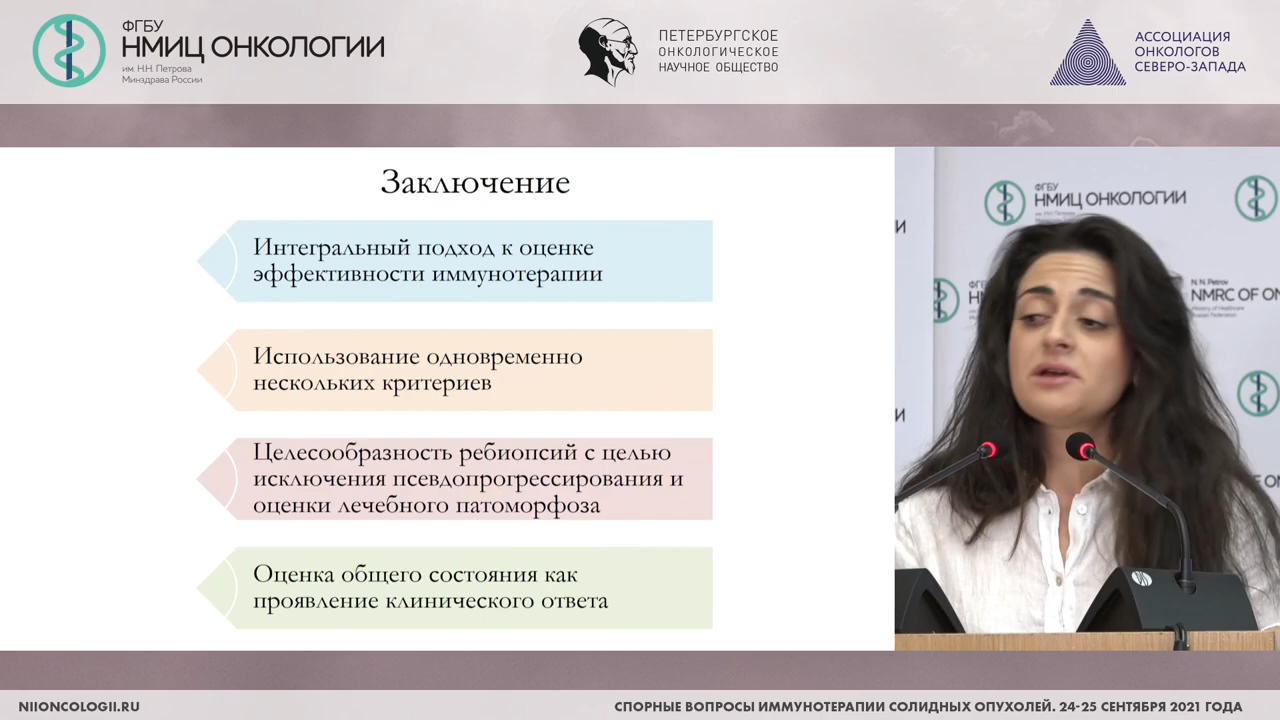 ФГБУ
НМИЦ ОНКОЛОГИИ
им. Н.Н. Петрова
Минздрава России
ПЕТЕРБУРГСКОЕ
ОНКОЛОГИЧЕСКОЕ
НАУЧНОЕ ОБЩЕСТВО
АССОЦИАЦИЯ
ОНКОЛОГОВ
СЕВЕРО-ЗАПАДА
Заключение
Интегральный подход к оценке
эффективности иммунотерапии
Использование одновременно
нескольких критериев
Целесообразность ребиопсий с целью
исключения псевдопрогрессирования и
оценки лечебного патоморфоза
Оценка общего состояния как
проявление клинического ответа
ФГБУ
НМИЦ ОНКОЛОГИИ
N. N. Petrov
NMRC OF
NIIONCOLOGII.RU
СПОРНЫЕ ВОПРОСЫ ИММУНОТЕРАПИИ СОЛИДНЫХ ОПУХОЛЕЙ. 24-25 СЕНТЯБРЯ 2021 ГОДА